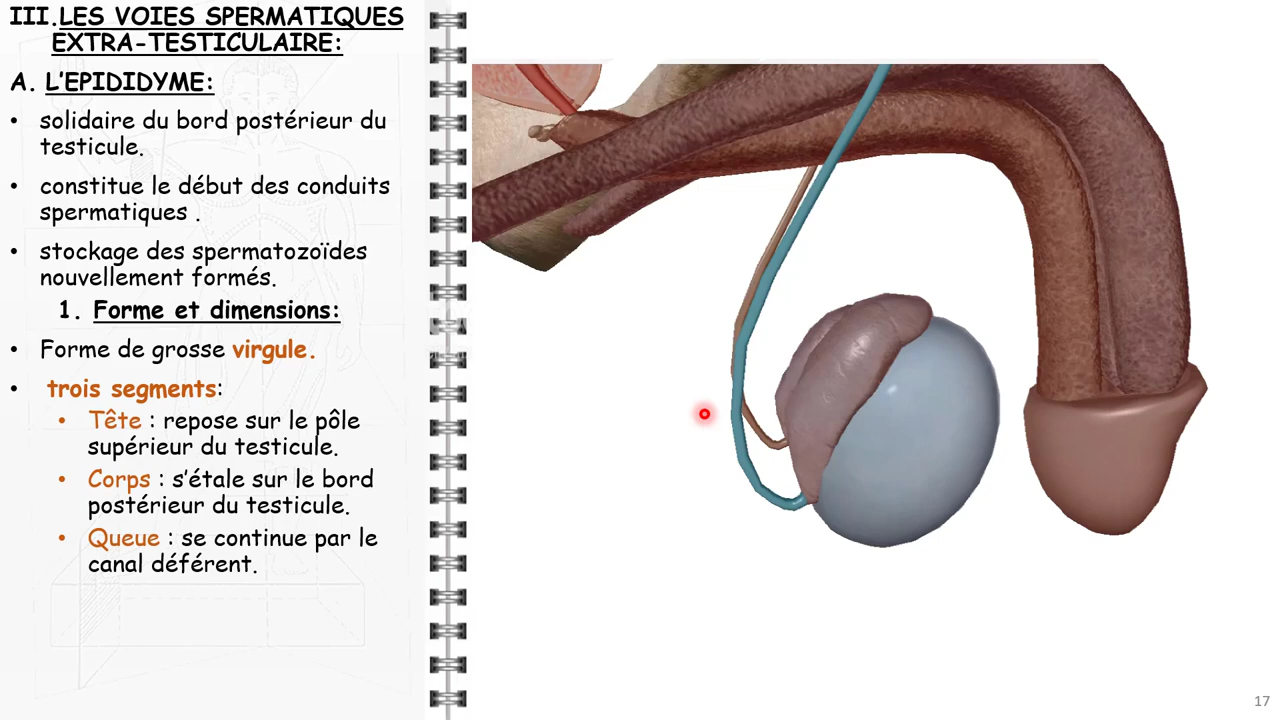 III.LES VOIES SPERMATIQUES
EXTRA-TESTICULAIRE:
A. L'EPIDIDYME:
• solidaire du bord postérieur du
testicule.
• constitue le début des conduits
spermatiques .
• stockage des spermatozoïdes
nouvellement formés.
1. Forme et dimensions:
• Forme de grosse virgule.
• trois segments:
• Tête : repose sur le pôle
supérieur du testicule.
• Corps : s'étale sur le bord
postérieur du testicule.
• Queue : se continue par le
canal déférent.
17